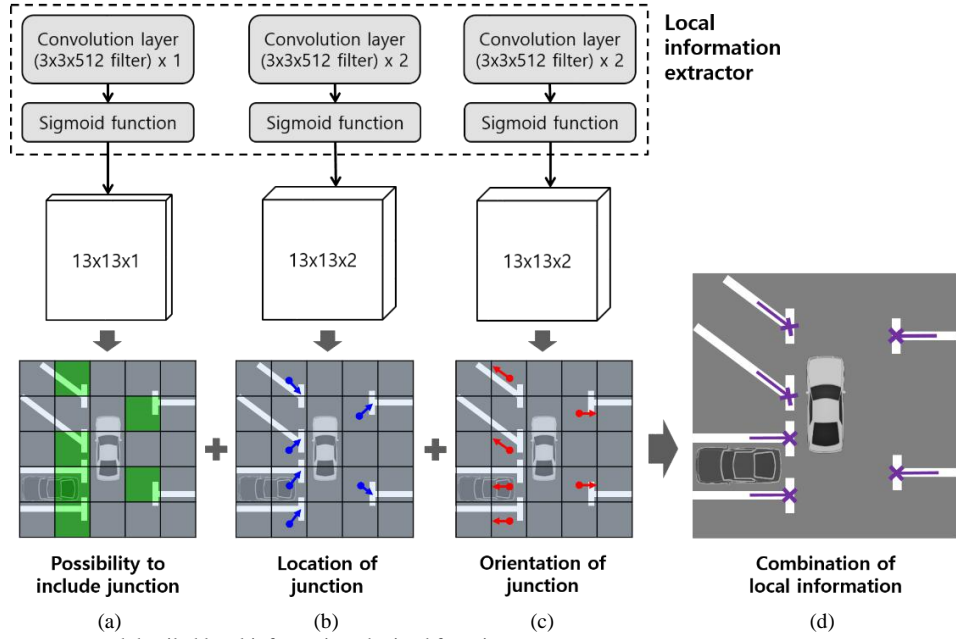 Convolution layer
(3x3x512 filter) x 1
Convolution layer
(3x3x512 filter) x 2
Convolution layer
(3x3x512 filter) x 2
Local
information
extractor
Sigmoid function
Sigmoid function
Sigmoid function
13x13x1
13x13x2
13x13x2
Possibility to
include junction
Location of
junction
Orientation of
junction
Combination of
local information
(a)
(b)
(c)
(d)